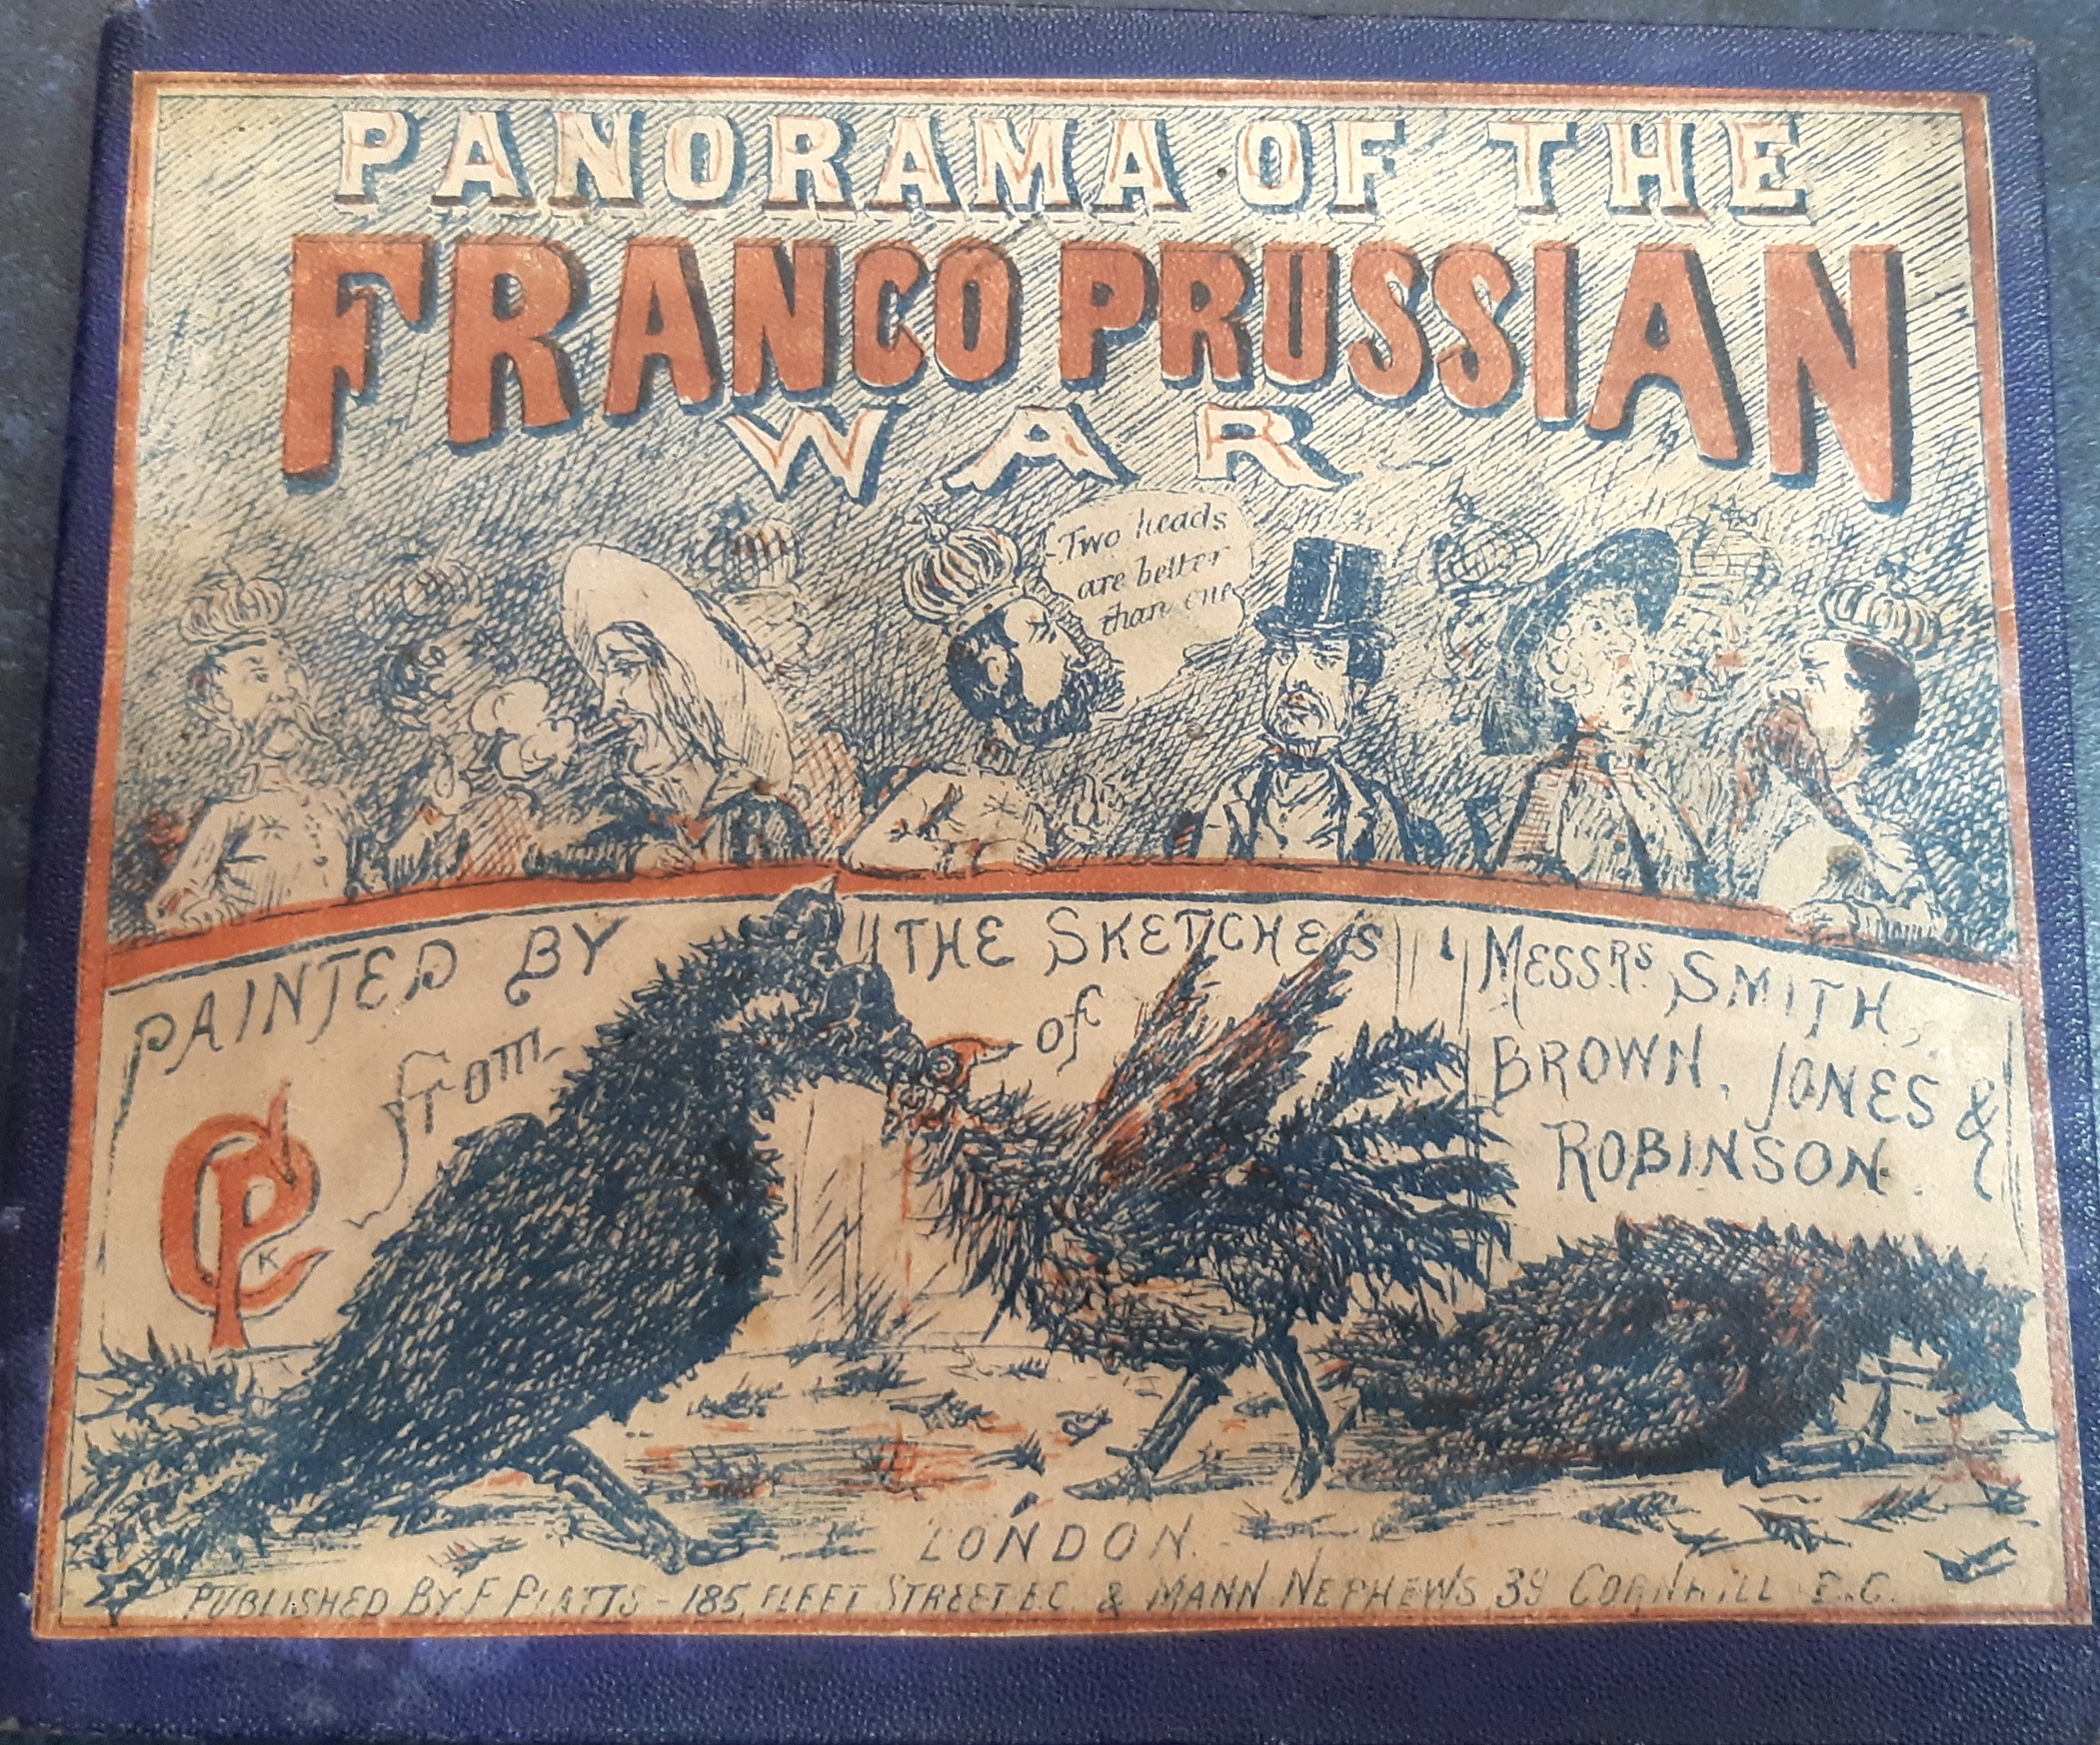 PANORAMA OF THE
FRANCO PRUSSIAN
WAR
Two heads
are better
than one
PAINTED BY
from
THE SKETCHES
of
MESSRS. SMITH,
BROWN, JONES &
ROBINSON.
LONDON.
PUBLISHED BY F PLATTS - 185, FLEET STREET E.C. & MANN NEPHEWS 39 CORNHILL E.C.